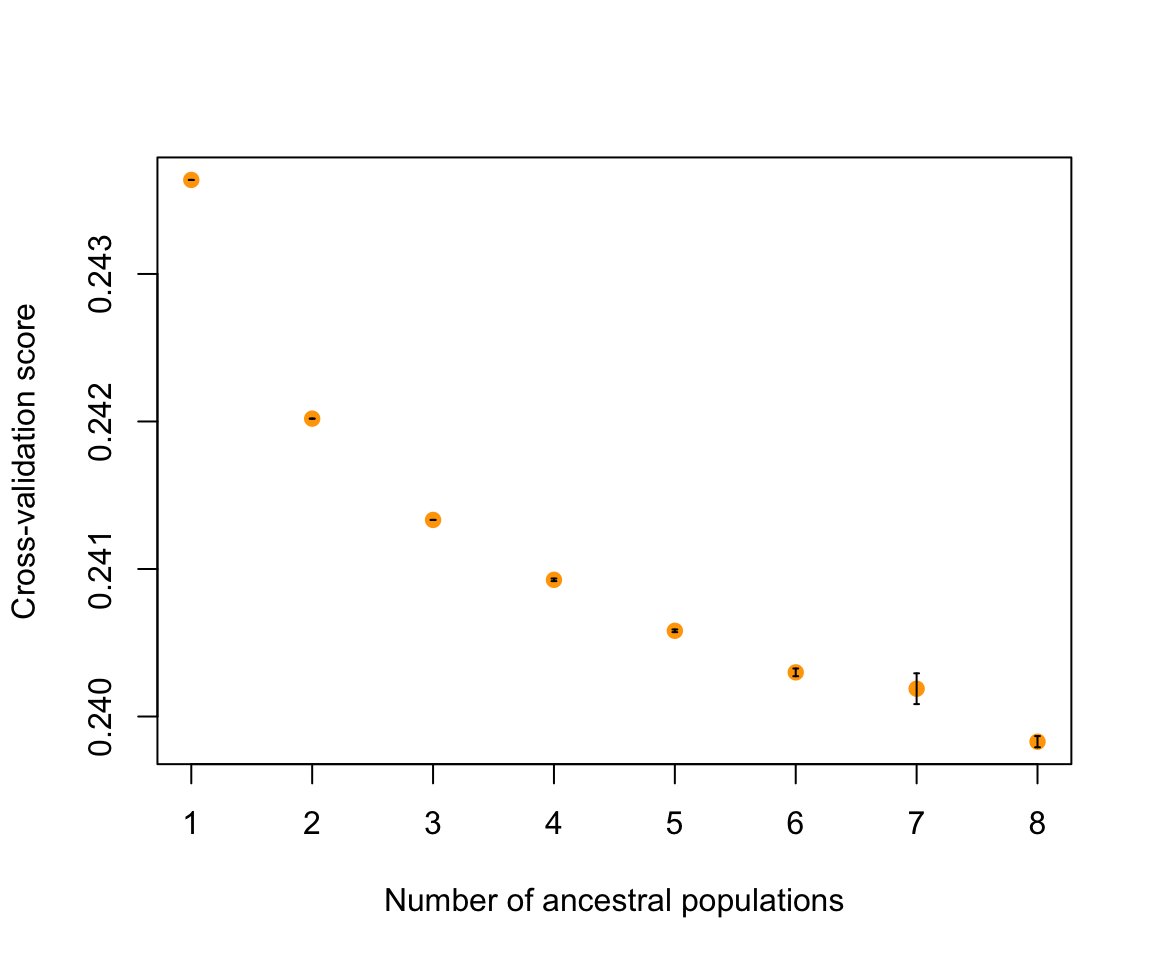 Cross-validation score
0.243
0.242
0.241
0.240
1 2 3 4 5 6 7 8
Number of ancestral populations